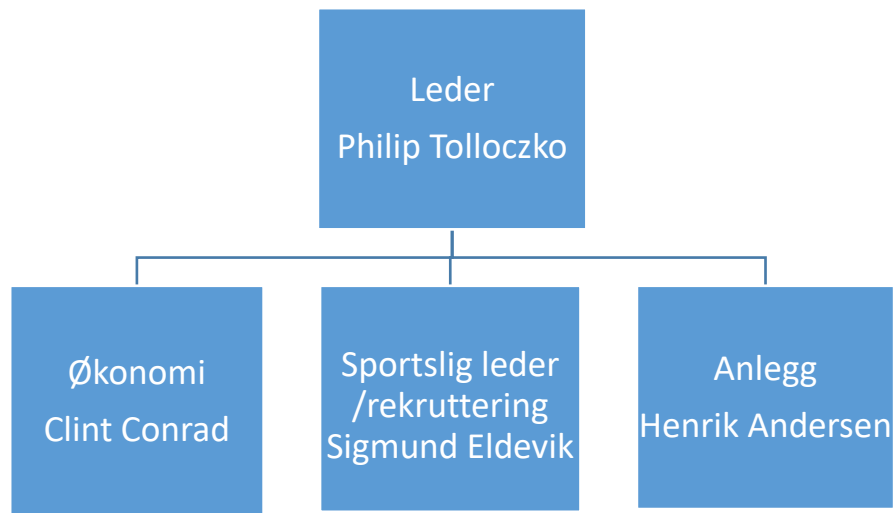 Leder
Philip Tolloczko
Økonomi
Clint Conrad
Sportslig leder
/rekruttering
Sigmund Eldevik
Anlegg
Henrik Andersen